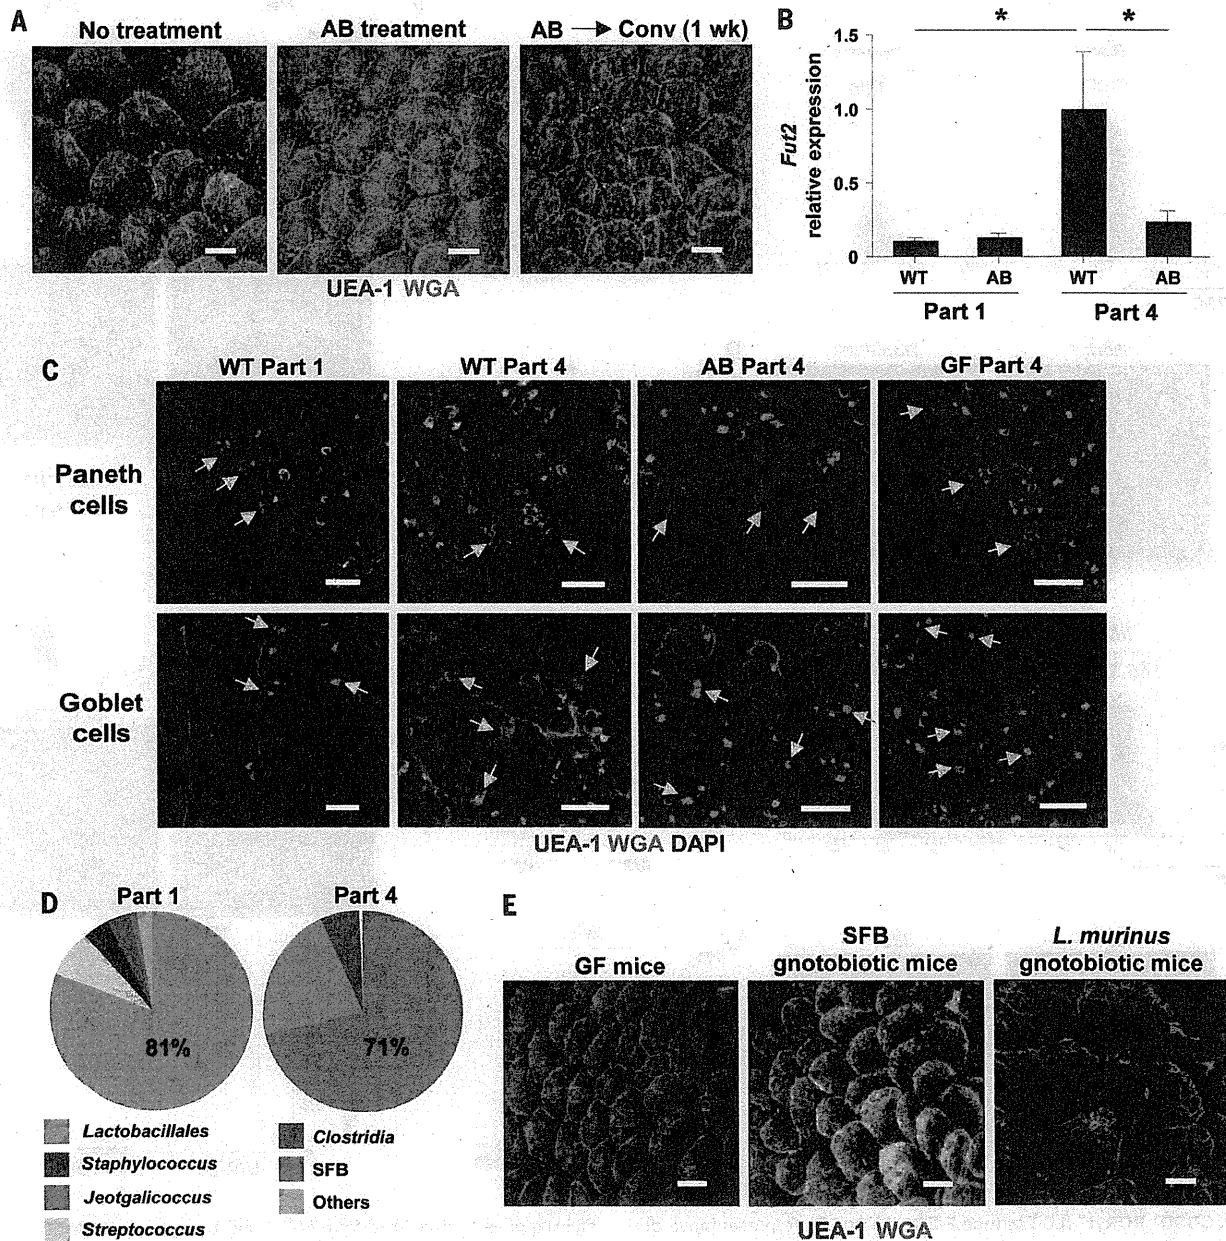 A
No treatment
AB treatment
AB → Conv (1 wk)
UEA-1 WGA
B
* *
Fut2
relative expression
1.5
1.0
0.5
0
WT AB WT AB
Part 1 Part 4
C
WT Part 1
WT Part 4
AB Part 4
GF Part 4
Paneth
cells
Goblet
cells
UEA-1 WGA DAPI
D
Part 1
Part 4
81%
71%
Lactobacillales
Staphylococcus
Jeotgalicoccus
Streptococcus
Clostridia
SFB
Others
E
GF mice
SFB
gnotobiotic mice
L. murinus
gnotobiotic mice
UEA-1 WGA